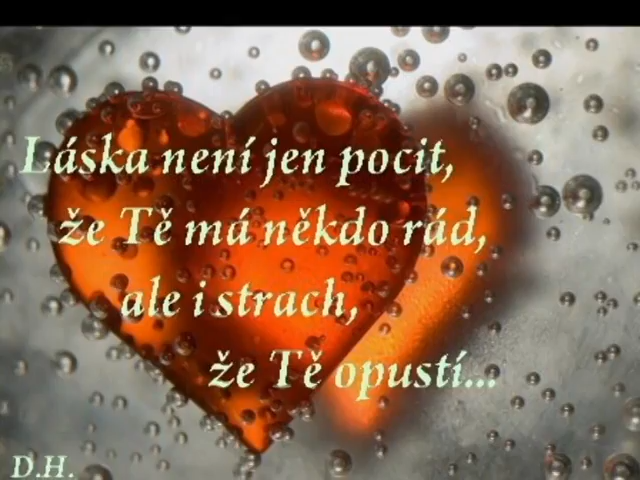 Láska není jen pocit,
že Tě má někdo rád,
ale i strach,
že Tě opustí...
D.H.